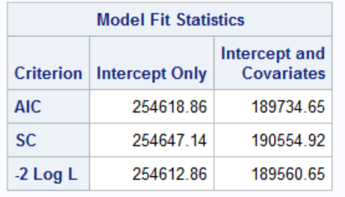 Model Fit Statistics
Criterion Intercept Only Intercept and Covariates
AIC 254618.86 189734.65
SC 254647.14 190554.92
-2 Log L 254612.86 189560.65